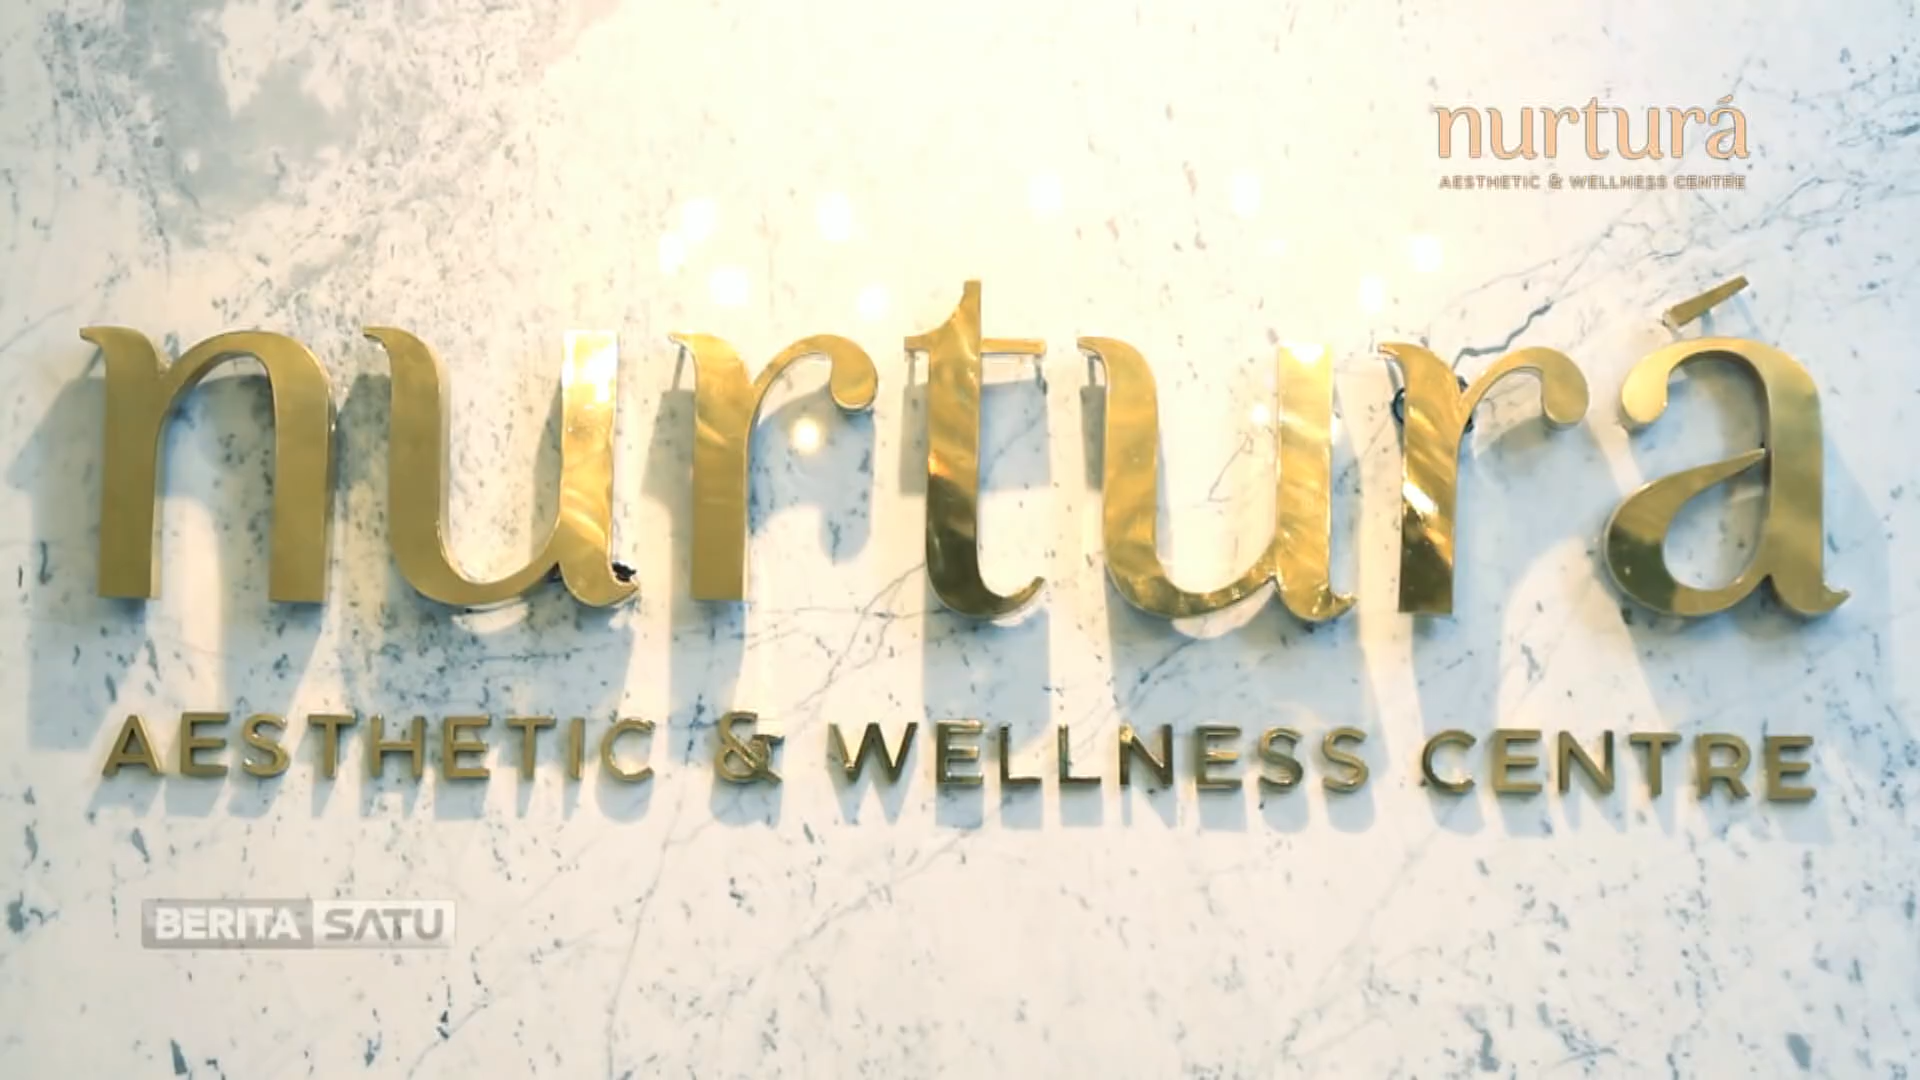 nurturá
AESTHETIC & WELLNESS CENTRE
nurturá
AESTHETIC & WELLNESS CENTRE
BERITA SATU